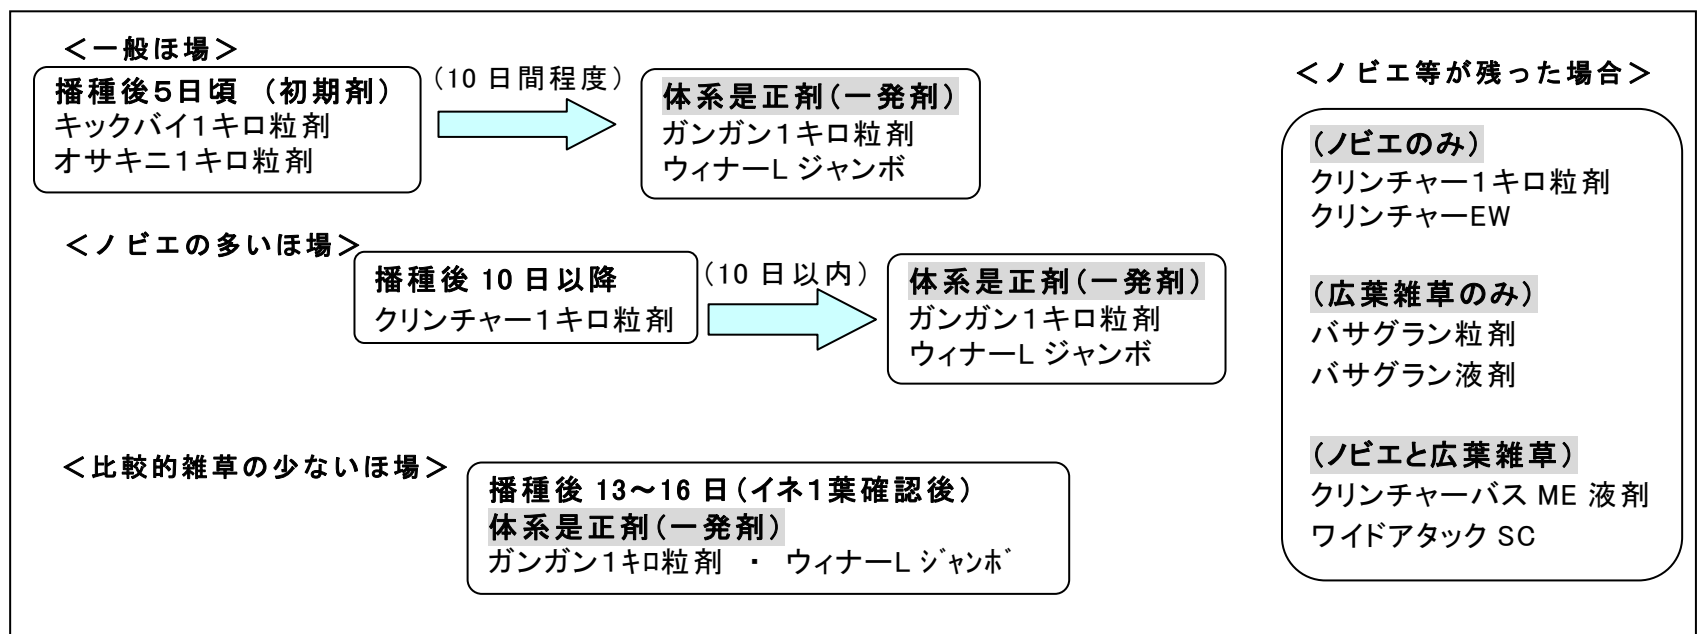 ＜一般ほ場＞
播種後５日頃　（初期剤）
キックバイ１キロ粒剤
オサキニ１キロ粒剤
（10 日間程度）
体系是正剤（一発剤）
ガンガン１キロ粒剤
ウィナーL ジャンボ
＜ノビエの多いほ場＞
播種後 10 日以降
クリンチャー１キロ粒剤
（10 日以内）
体系是正剤（一発剤）
ガンガン１キロ粒剤
ウィナーL ジャンボ
＜比較的雑草の少ないほ場＞
播種後 13～16 日（イネ１葉確認後）
体系是正剤（一発剤）
ガンガン１ｷﾛ粒剤　・　ウィナーL ｼﾞｬﾝﾎﾞ
＜ノビエ等が残った場合＞
（ノビエのみ）
クリンチャー１キロ粒剤
クリンチャーEW
（広葉雑草のみ）
バサグラン粒剤
バサグラン液剤
（ノビエと広葉雑草）
クリンチャーバス ME 液剤
ワイドアタック SC